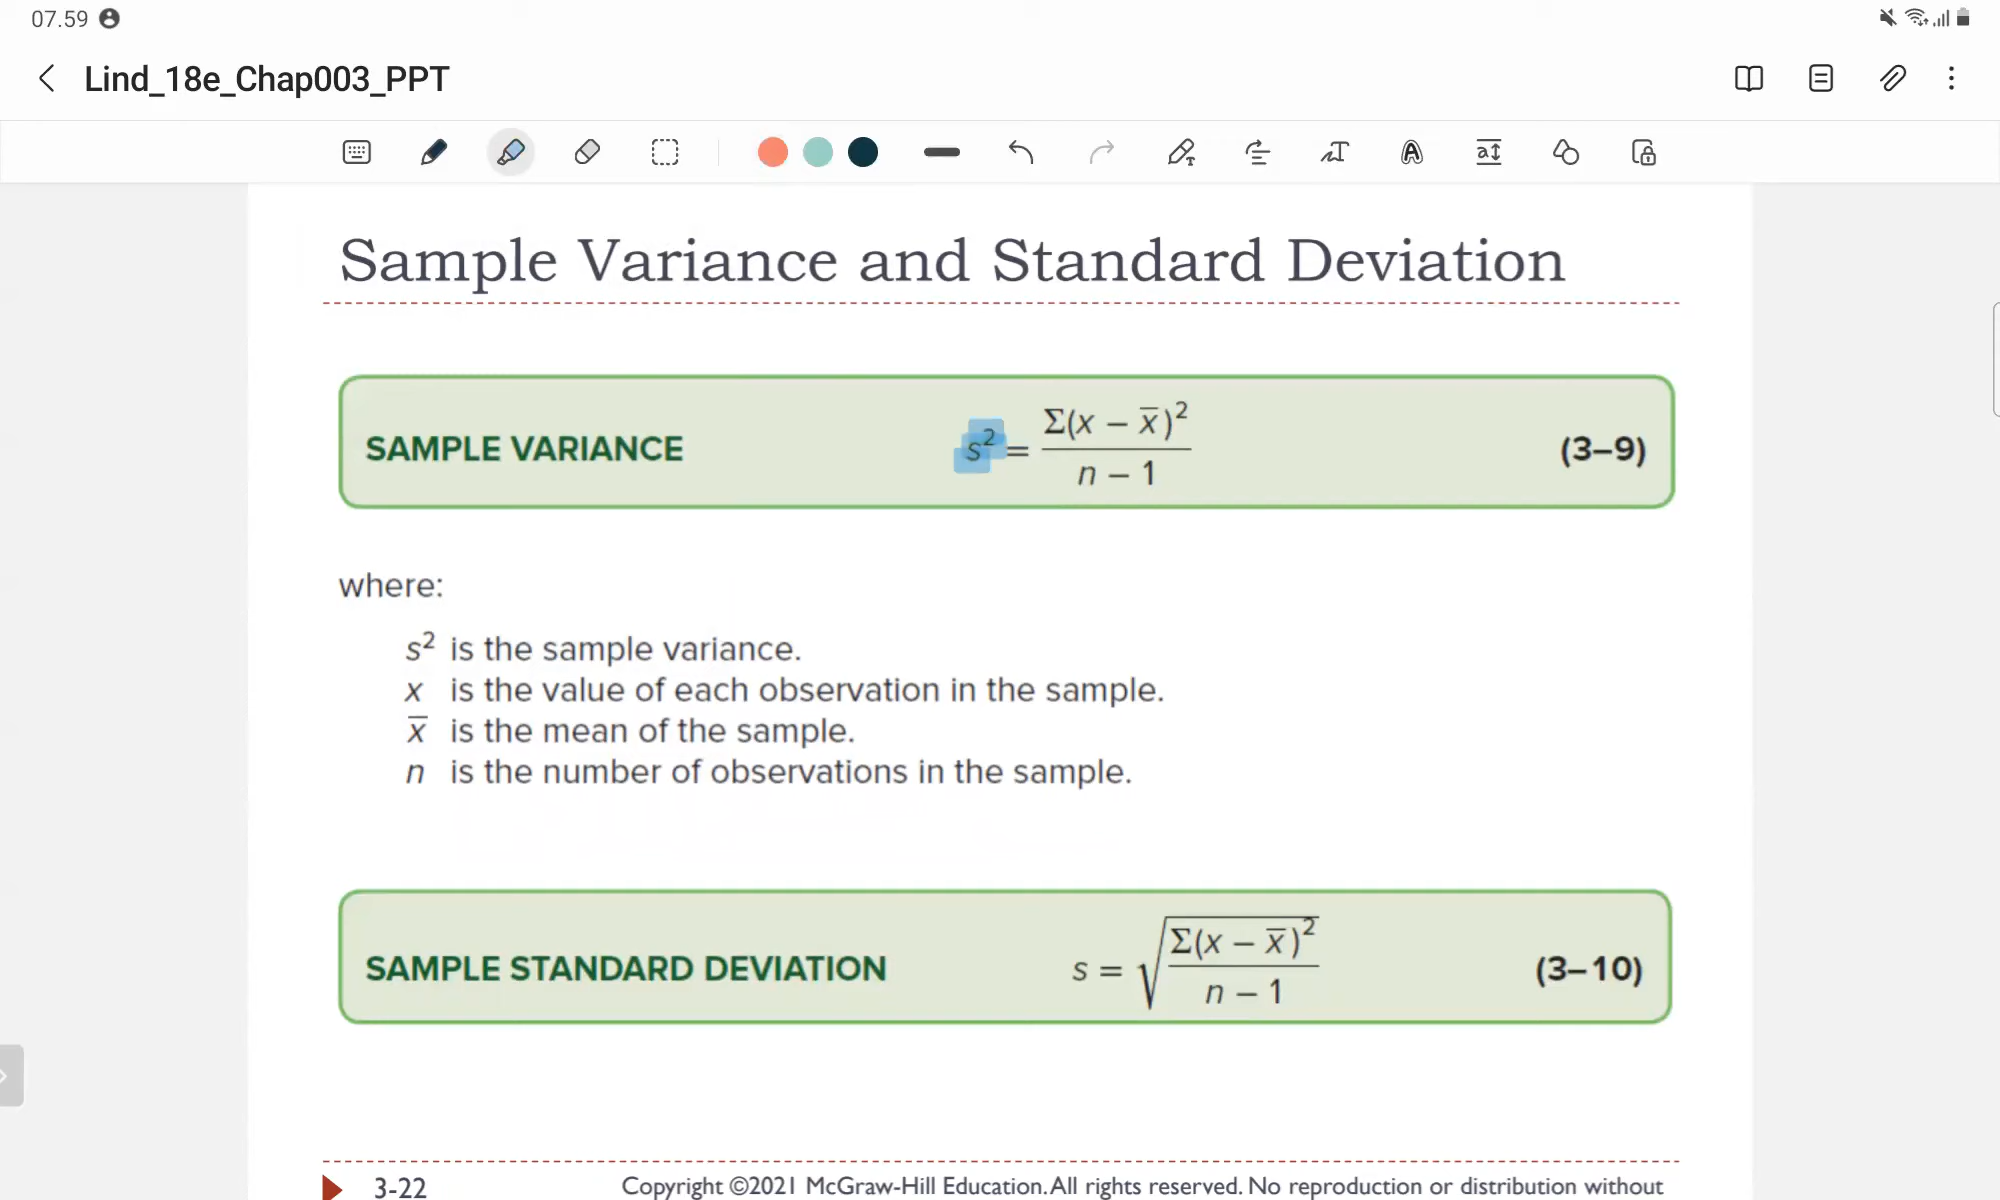 07.59
Lind_18e_Chap003_PPT
Sample Variance and Standard Deviation
SAMPLE VARIANCE s² = Σ(x – x̄)² / n – 1 (3–9)
where:
s² is the sample variance.
x is the value of each observation in the sample.
x̄ is the mean of the sample.
n is the number of observations in the sample.
SAMPLE STANDARD DEVIATION s = √(Σ(x – x̄)² / n – 1) (3–10)
3-22 Copyright ©2021 McGraw-Hill Education. All rights reserved. No reproduction or distribution without